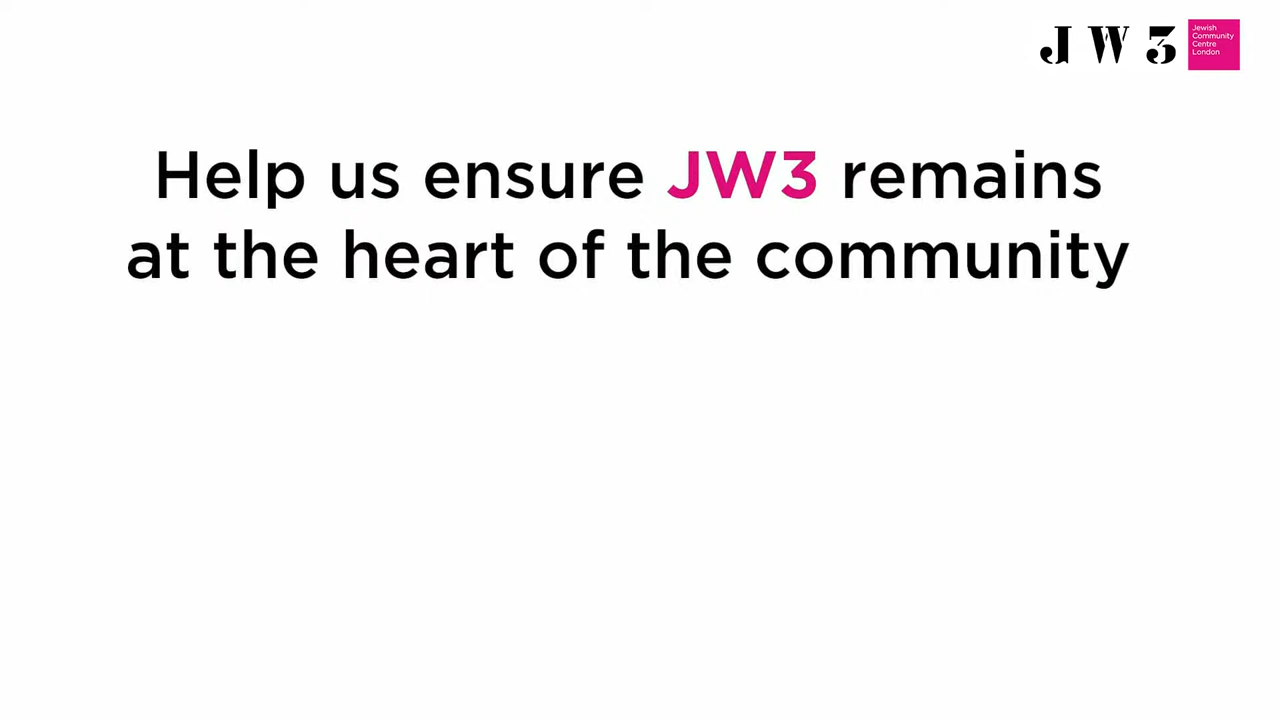 JW3
Jewish
Community
Centre
London
Help us ensure JW3 remains
at the heart of the community